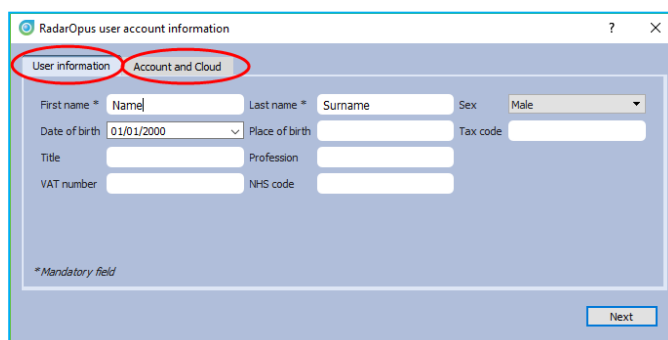 RadarOpus user account information ?
User information Account and Cloud
First name * Name Last name * Surname Sex Male
Date of birth 01/01/2000 Place of birth Tax code
Title Profession
VAT number NHS code
*Mandatory field
Next